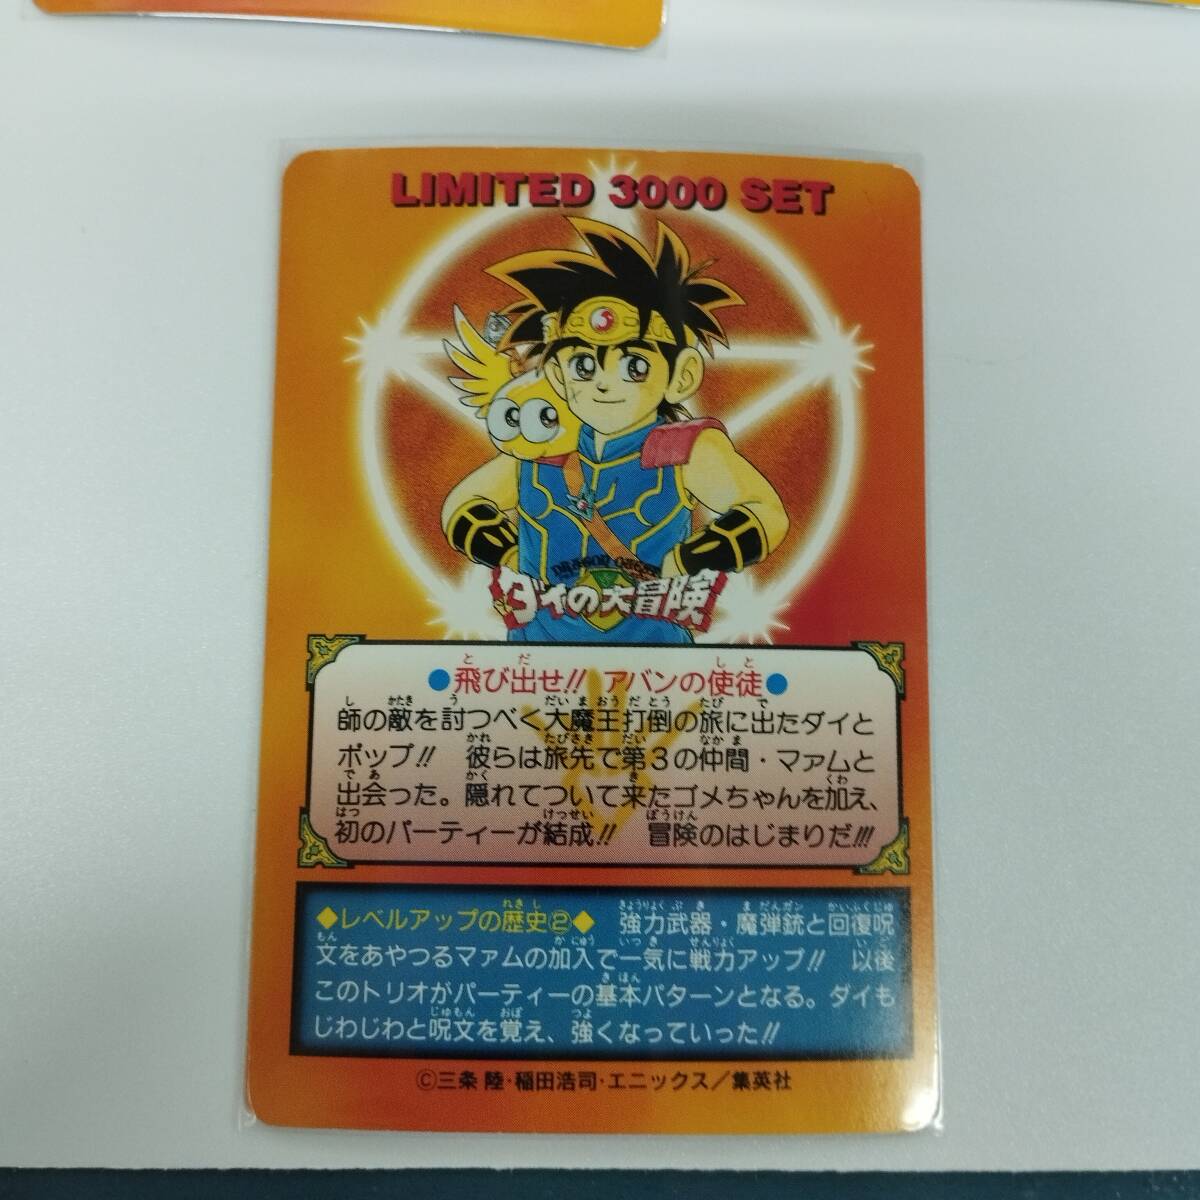 LIMITED 3000 SET
DRAGON QUEST
ダイの大冒険
●飛び出せ!! アバンの使徒●
師の敵を討つべく大魔王打倒の旅に出たダイと
ポップ!! 彼らは旅先で第3の仲間・マァムと
出会った。隠れてついて来たゴメちゃんを加え、
初のパーティーが結成!! 冒険のはじまりだ!!!
◆レベルアップの歴史②◆ 強力武器・魔弾銃と回復呪
文をあやつるマァムの加入で一気に戦力アップ!! 以後
このトリオがパーティーの基本パターンとなる。ダイも
じわじわと呪文を覚え、強くなっていった!!
©三条 陸・稲田浩司・エニックス／集英社